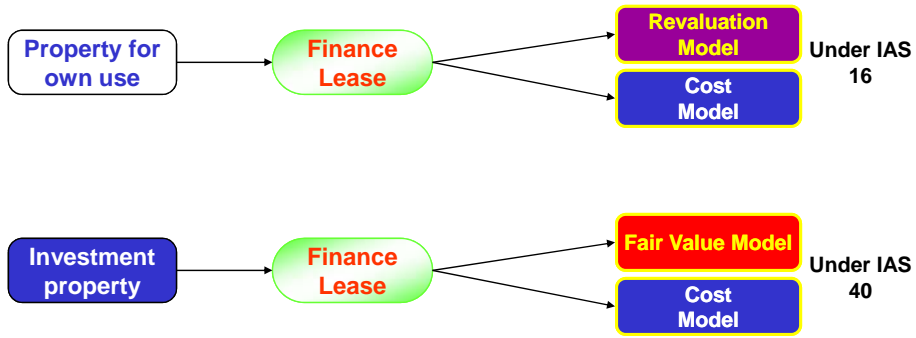 Property for
own use
Finance
Lease
Revaluation
Model
Cost
Model
Under IAS
16
Investment
property
Finance
Lease
Fair Value Model
Cost
Model
Under IAS
40